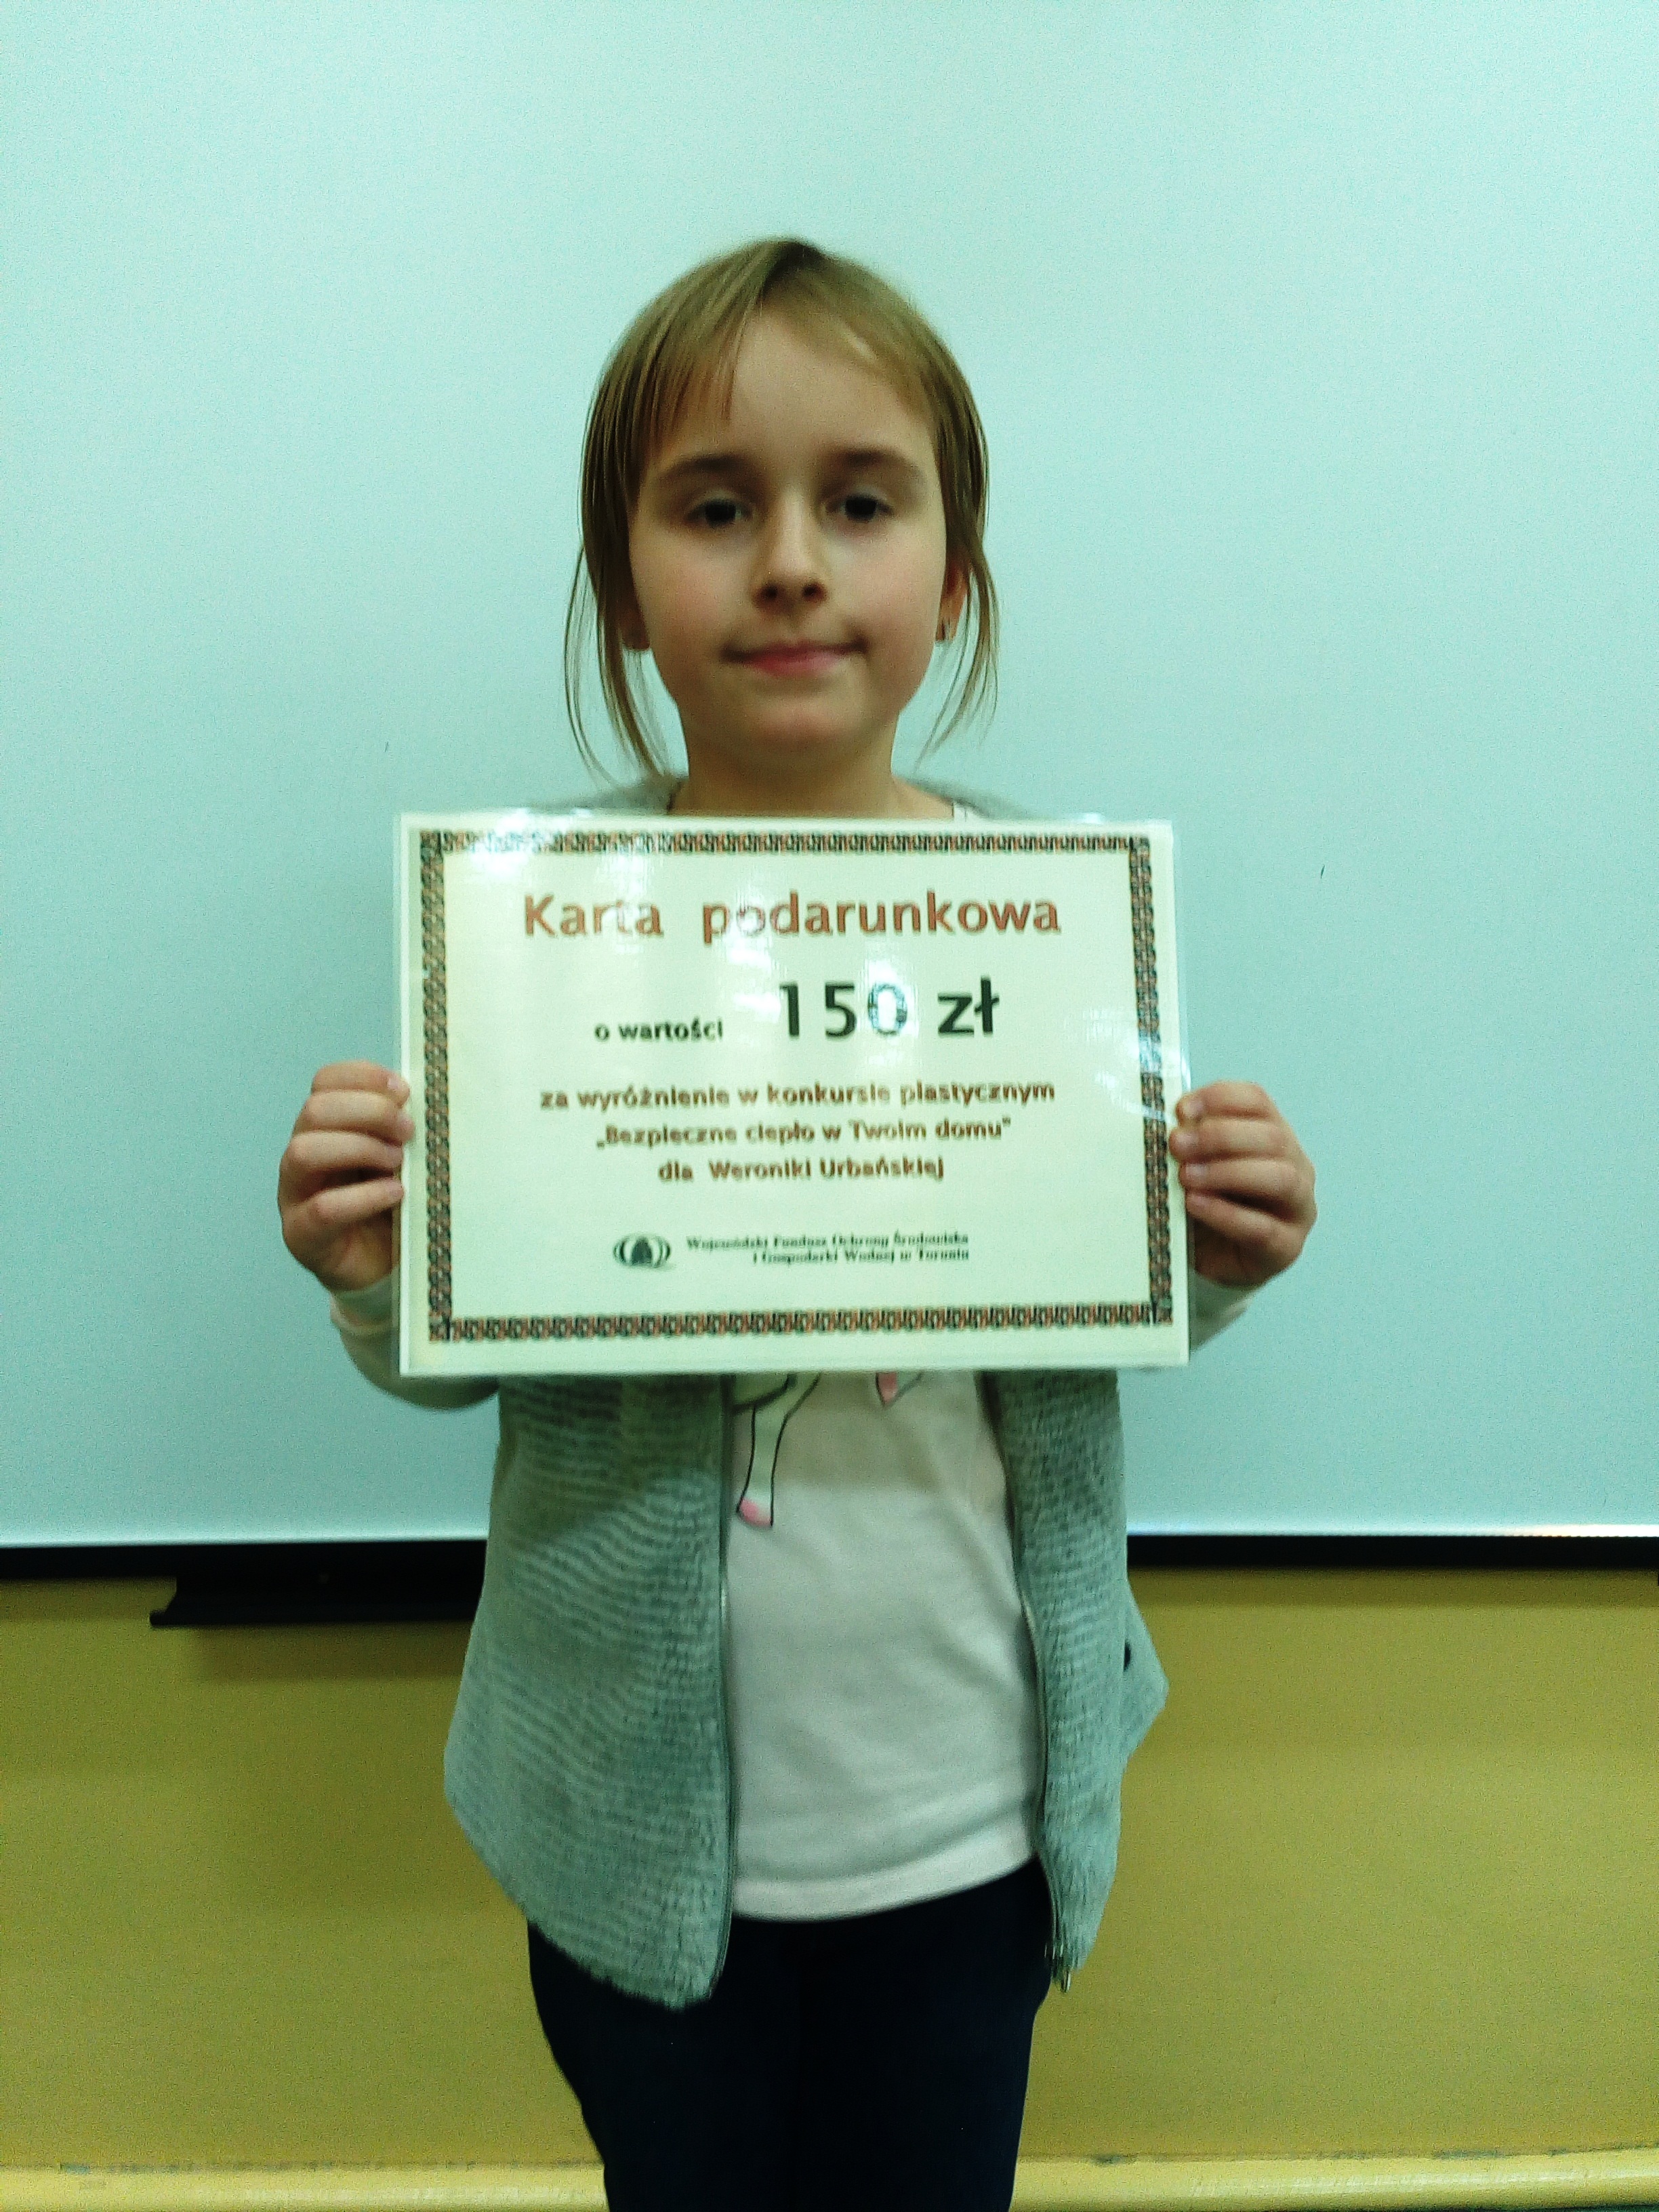 Karta podarunkowa
o wartości 150 zł
za wyróżnienie w konkursie plastycznym
„Bezpieczne ciepło w Twoim domu”
dla Weroniki Urbańskiej
Wojewódzki Fundusz Ochrony Środowiska
i Gospodarki Wodnej w Toruniu